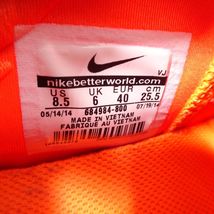 VJ
nikebetterworld.com
US UK EUR cm
8.5 6 40 25.5
684984-800
05/14/14 07/19/14
MADE IN VIETNAM
FABRIQUÉ AU VIETNAM